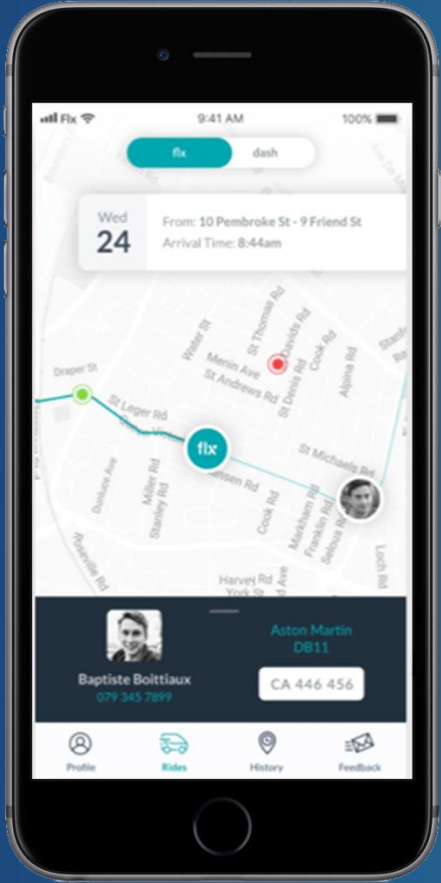 Flx
9:41 AM
100%
flx
dash
Wed
24
From: 10 Pembroke St - 9 Friend St
Arrival Time: 8:44am
St Thomas Rd
Davids Rd
Water St
Cook Rd
Menin Ave
Alpina Rd
Draper St
St Andrews Rd
St Denis Rd
St Leger Rd
flx
St Michaels Rd
Dunluce Ave
Miller Rd
Stanley Rd
Cook Rd
Markham Rd
Franklin Rd
Selous Rd
Loch Rd
Roseville Rd
Harvey Rd
York St
Aston Martin
DB11
Baptiste Boittiaux
079 345 7899
CA 446 456
Profile
Rides
History
Feedback